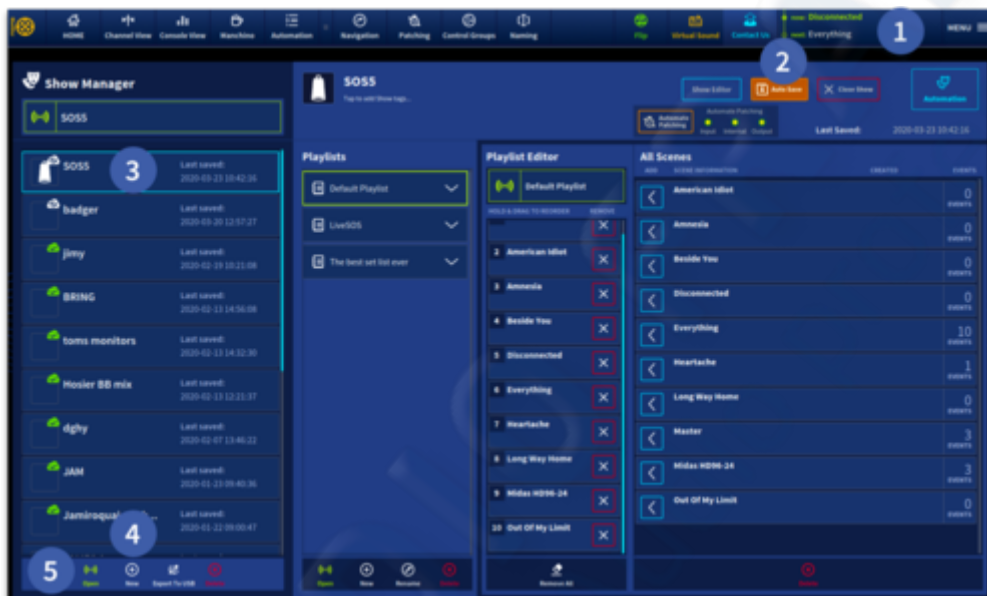 HOME
Channel View
Console View
Manchino
Automation
Navigation
Patching
Control Groups
Naming
Flip
Virtual Sound
Contact Us
now: Disconnected
next: Everything
1
MENU
Show Manager
SOS5
SOS5
Tap to add Show tags...
2
Show Editor
Auto Save
Close Show
Automation
Automate Patching
Automate Patching
Input
Internal
Output
Last Saved:
2020-03-23 10:42:16
SOS5
3
Last saved:
2020-03-23 10:42:16
badger
Last saved:
2020-03-20 12:57:27
jimy
Last saved:
2020-02-19 10:21:08
BRING
Last saved:
2020-02-13 14:56:08
toms monitors
Last saved:
2020-02-13 14:32:30
Hosier BB mix
Last saved:
2020-02-13 12:21:37
dghy
Last saved:
2020-02-07 13:46:22
JAM
Last saved:
2020-01-23 09:40:36
Last saved:
2020-01-22 09:00:47
4
5
Open
New
Export To USB
Delete
Playlists
Default Playlist
LiveSOS
The best set list ever
Open
New
Rename
Delete
Playlist Editor
Default Playlist
HOLD & DRAG TO REORDER
REMOVE
2 American Idiot
3 Amnesia
4 Beside You
5 Disconnected
6 Everything
7 Heartache
8 Long Way Home
9 Midas HD96-24
10 Out Of My Limit
Remove All
All Scenes
ADD
SCENE INFORMATION
CREATED
EVENTS
American Idiot
0
EVENTS
Amnesia
0
EVENTS
Beside You
0
EVENTS
Disconnected
0
EVENTS
Everything
10
EVENTS
Heartache
1
EVENTS
Long Way Home
0
EVENTS
Master
3
EVENTS
Midas HD96-24
3
EVENTS
Out Of My Limit
0
EVENTS
Delete